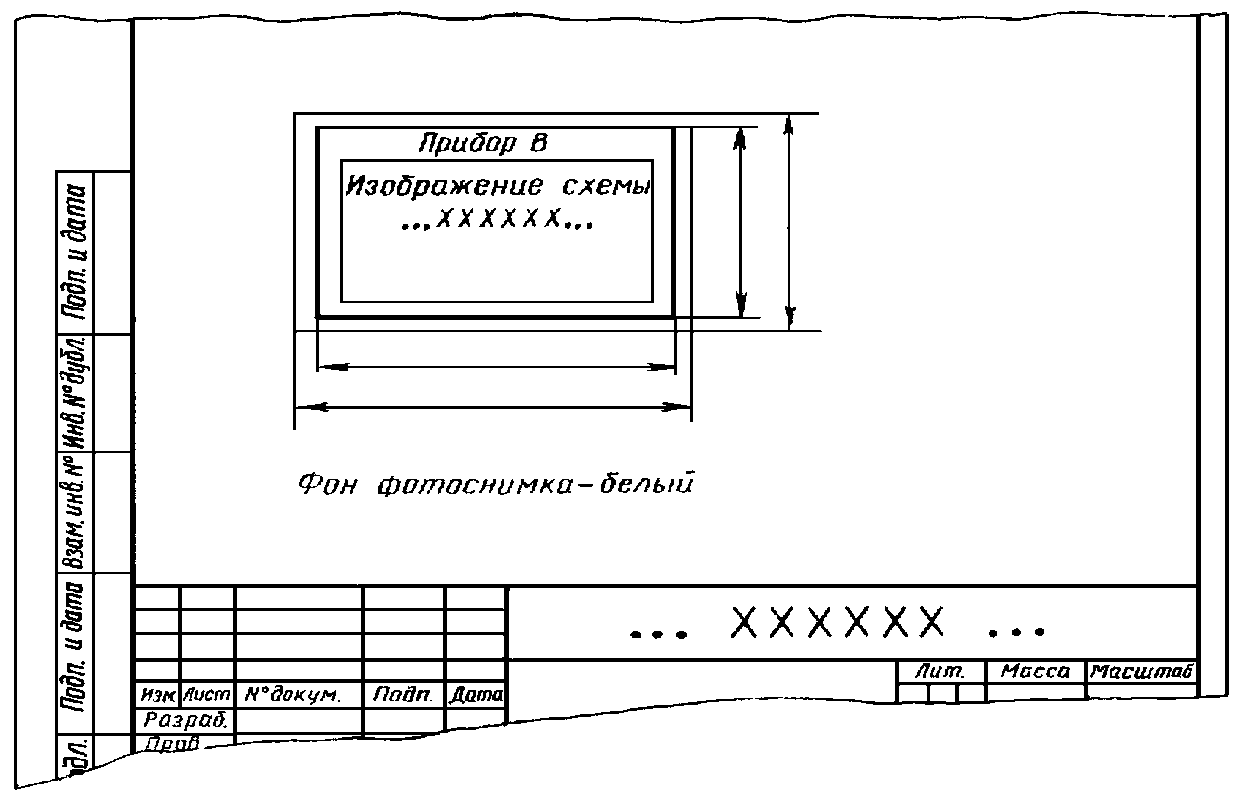 Прибор В
Изображение схемы
...XXXXXX...
Фон фотоснимка-белый
... XXXXXX ...
Лит. Масса Масштаб
Изм Лист N°докум. Подп. Дата
Разраб.
Пров
Подп. и дата
Инв. N° дубл.
Взам. инв. N°
Подп. и дата
одл.